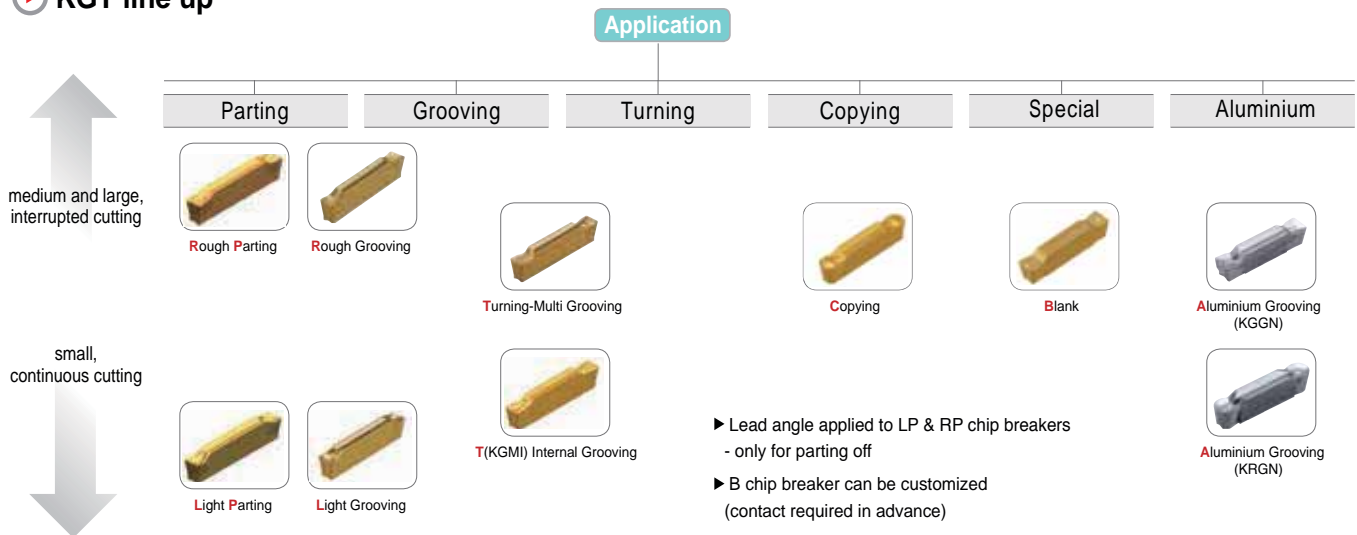 line up
Application
Parting
Grooving
Turning
Copying
Special
Aluminium
medium and large,
interrupted cutting
Rough Parting
Rough Grooving
Turning-Multi Grooving
Copying
Blank
Aluminium Grooving
(KGGN)
small,
continuous cutting
T(KGMI) Internal Grooving
Aluminium Grooving
(KRGN)
Light Parting
Light Grooving
▶ Lead angle applied to LP & RP chip breakers
- only for parting off
▶ B chip breaker can be customized
(contact required in advance)